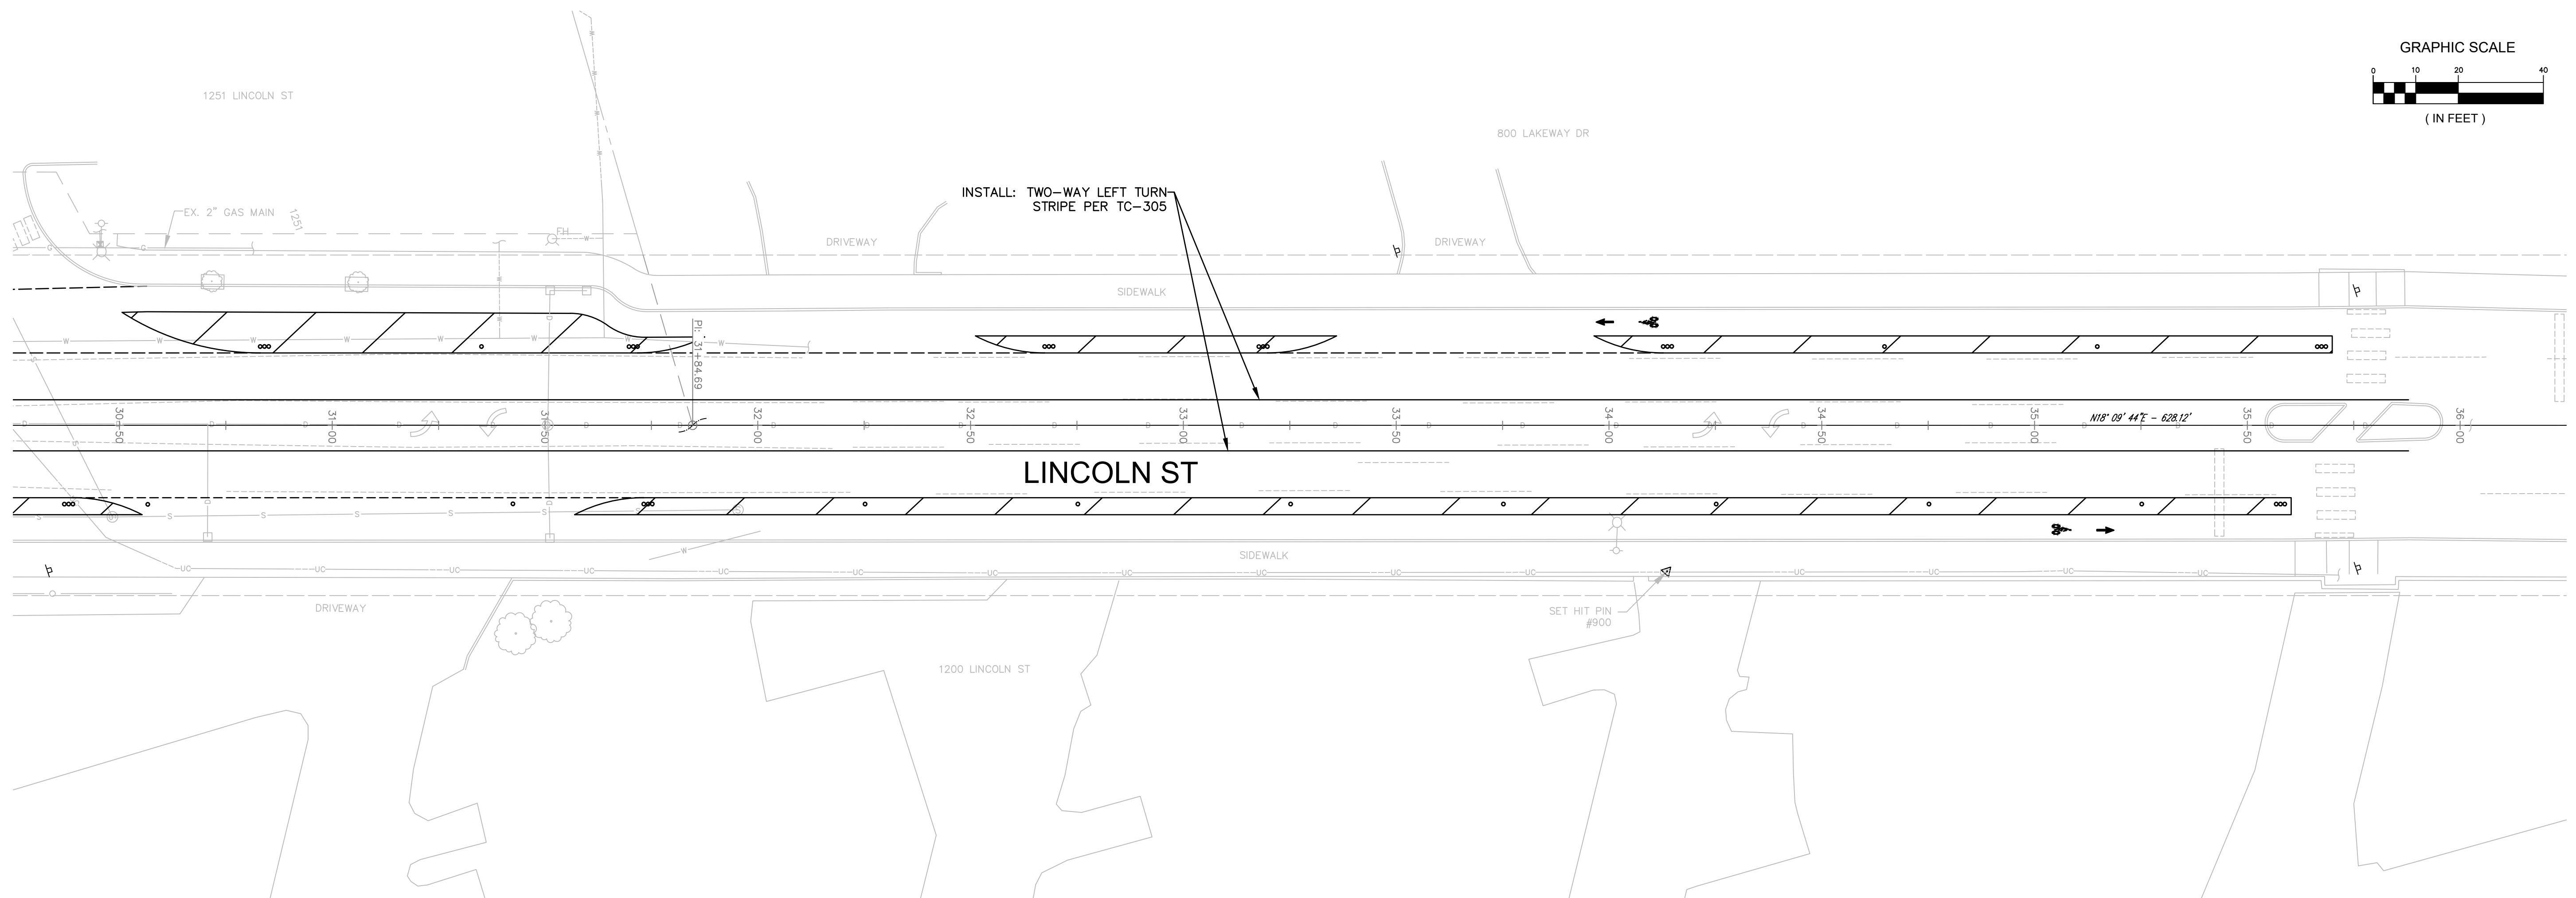 GRAPHIC SCALE
0 10 20 40
( IN FEET )
1251 LINCOLN ST
800 LAKEWAY DR
INSTALL: TWO-WAY LEFT TURN
STRIPE PER TC-305
EX. 2" GAS MAIN
1251
FH
DRIVEWAY
DRIVEWAY
SIDEWALK
PI: 31+84.69
30+50
31+00
31+50
32+00
32+50
33+00
33+50
34+00
34+50
35+00
35+50
36+00
N18° 09' 44"E - 628.12'
LINCOLN ST
SIDEWALK
DRIVEWAY
SET HIT PIN
#900
1200 LINCOLN ST